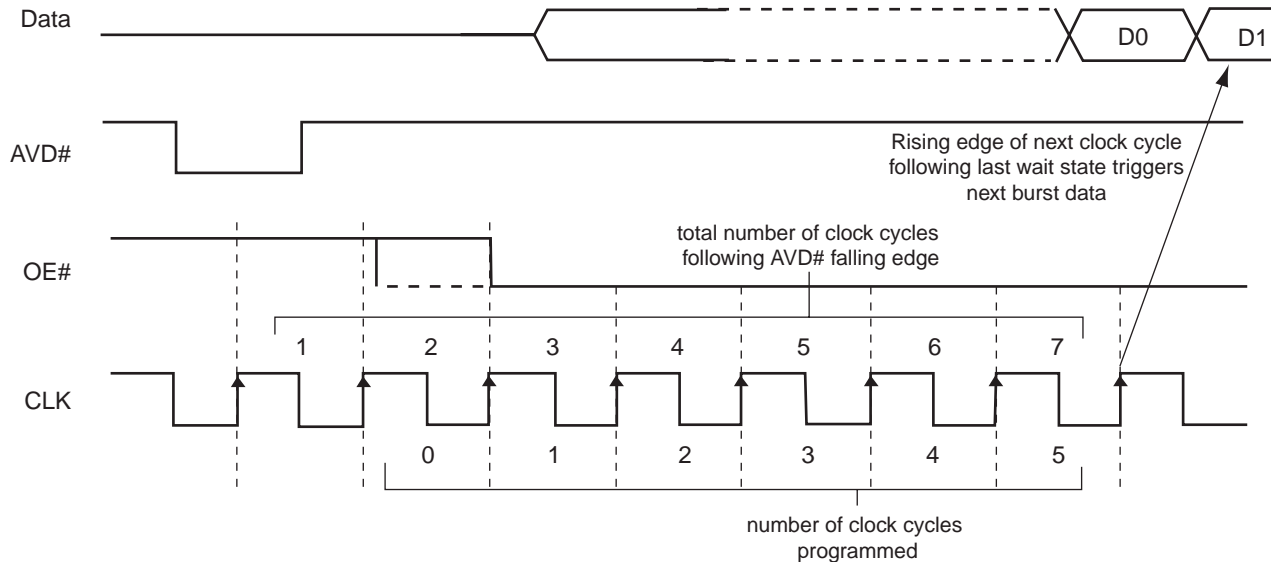 Data
D0
D1
AVD#
Rising edge of next clock cycle
following last wait state triggers
next burst data
total number of clock cycles
following AVD# falling edge
OE#
1 2 3 4 5 6 7
CLK
0 1 2 3 4 5
number of clock cycles
programmed